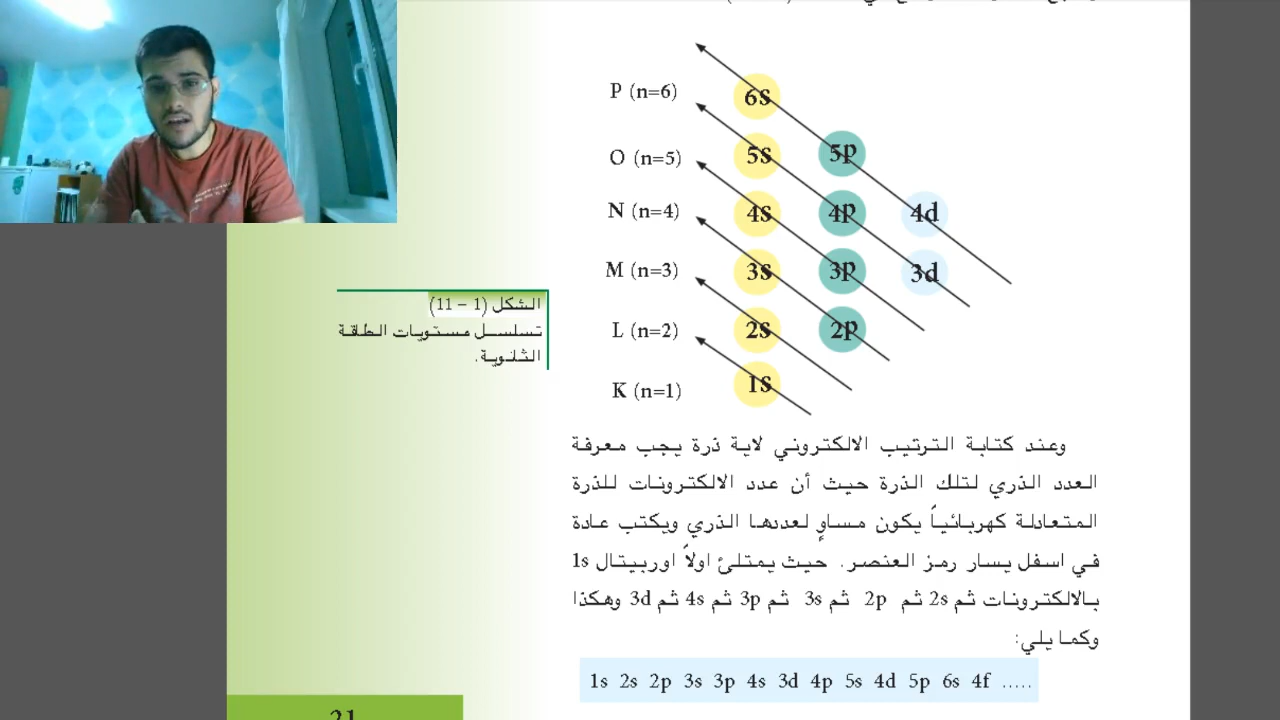 P (n=6) 6s
O (n=5) 5s 5p
N (n=4) 4s 4p 4d
M (n=3) 3s 3p 3d
L (n=2) 2s 2p
K (n=1) 1s
الشكل (1 – 11)
تسلسل مستويات الطاقة
الثانوية.
وعند كتابة الترتيب الالكتروني لاية ذرة يجب معرفة
العدد الذري لتلك الذرة حيث أن عدد الالكترونات للذرة
المتعادلة كهربائياً يكون مساوٍ لعددها الذري ويكتب عادة
في اسفل يسار رمز العنصر. حيث يمتلئ اولاً اوربيتال 1s
بالالكترونات ثم 2s ثم 2p ثم 3s ثم 3p ثم 4s ثم 3d وهكذا
وكما يلي:
1s 2s 2p 3s 3p 4s 3d 4p 5s 4d 5p 6s 4f .....
21